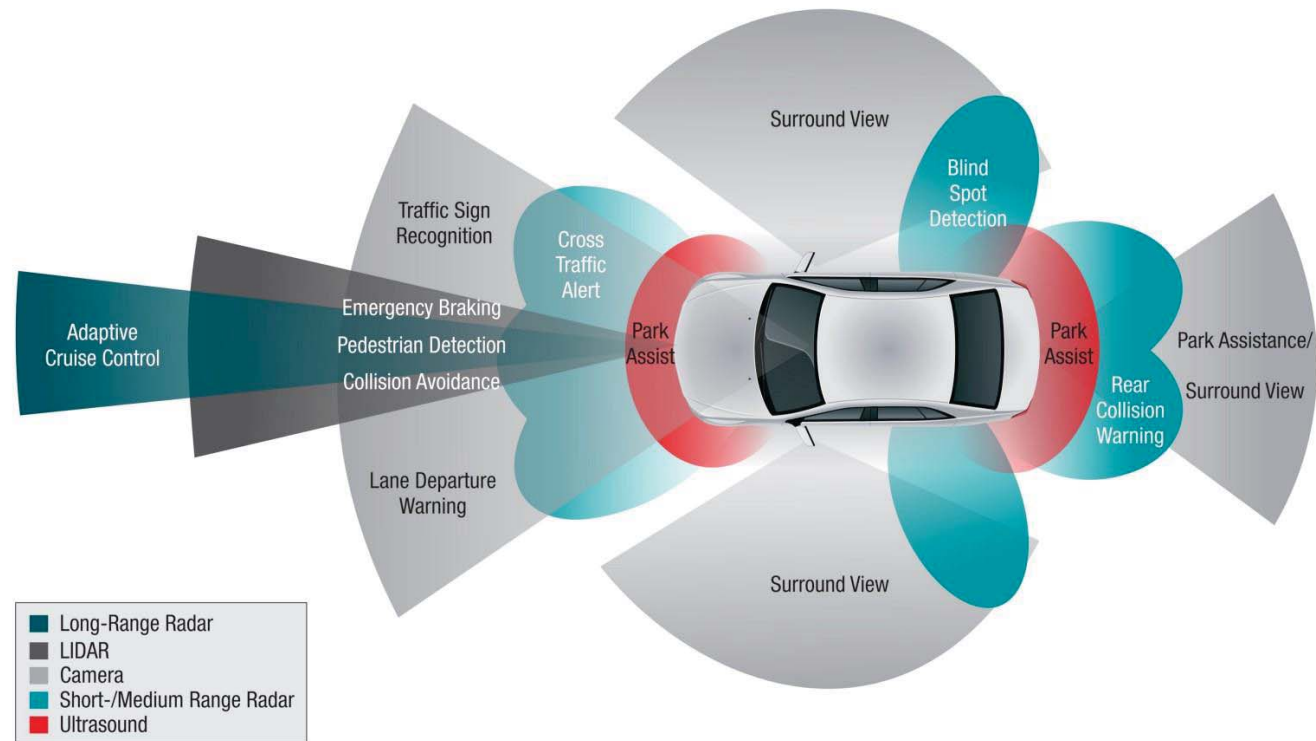 Surround View
Blind
Spot
Detection
Traffic Sign
Recognition
Cross
Traffic
Alert
Emergency Braking
Adaptive
Cruise Control
Pedestrian Detection
Collision Avoidance
Park
Assist
Park
Assist
Park Assistance/
Surround View
Rear
Collision
Warning
Lane Departure
Warning
Surround View
Long-Range Radar
LIDAR
Camera
Short-/Medium Range Radar
Ultrasound